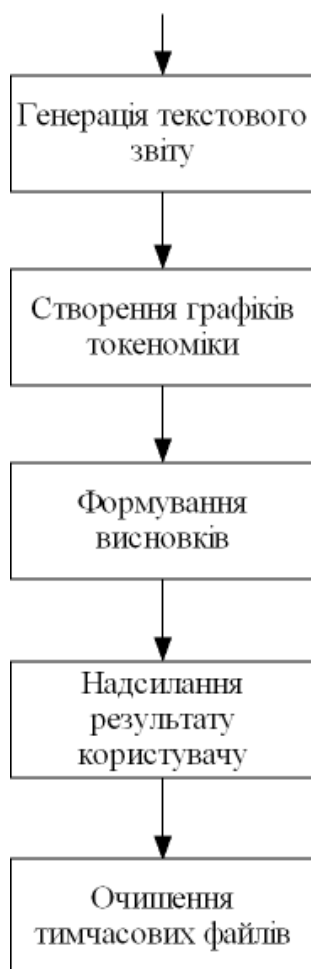 Генерація текстового
звіту
Створення графіків
токеноміки
Формування
висновків
Надсилання
результату
користувачу
Очищення
тимчасових файлів